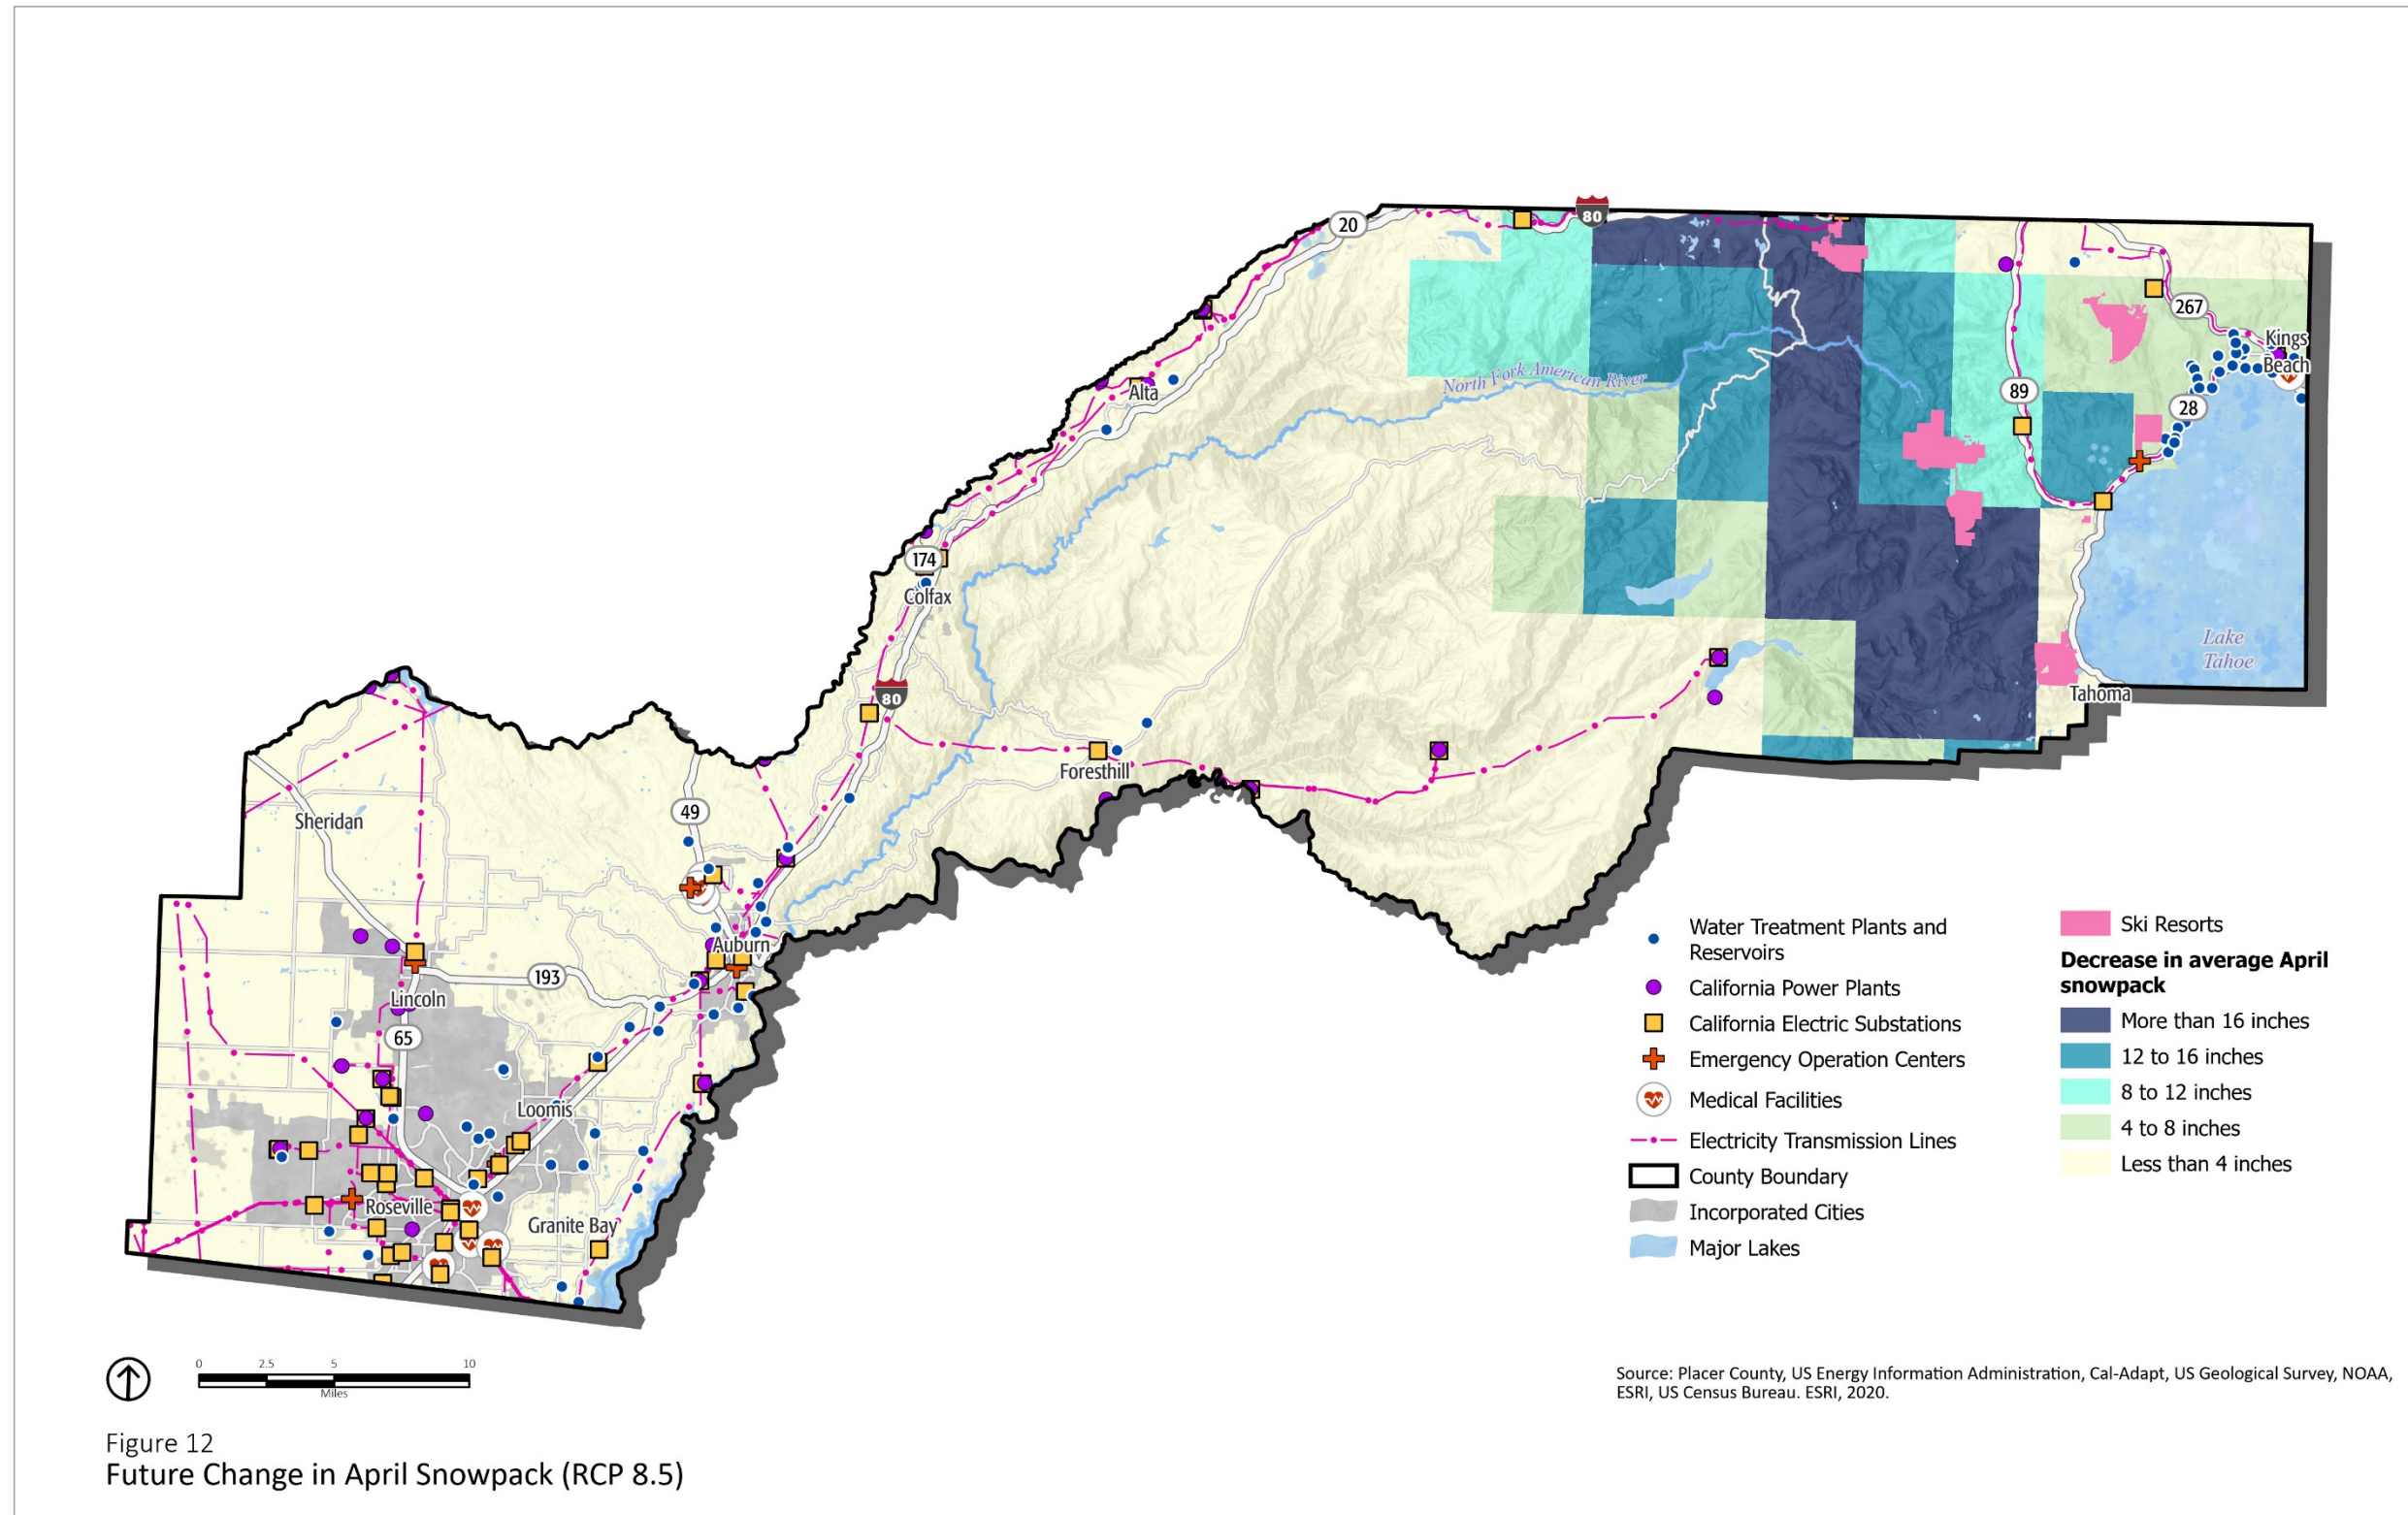 20
80
267
Kings
Beach
89
28
Alta
North York American River
174
Colfax
Lake
Tahoe
80
Tahoma
Foresthill
49
Sheridan
Auburn
193
Lincoln
65
Loomis
Roseville
Granite Bay
Water Treatment Plants and
Reservoirs
California Power Plants
California Electric Substations
Emergency Operation Centers
Medical Facilities
Electricity Transmission Lines
County Boundary
Incorporated Cities
Major Lakes
Ski Resorts
Decrease in average April
snowpack
More than 16 inches
12 to 16 inches
8 to 12 inches
4 to 8 inches
Less than 4 inches
0 2.5 5 10
Miles
Source: Placer County, US Energy Information Administration, Cal-Adapt, US Geological Survey, NOAA,
ESRI, US Census Bureau. ESRI, 2020.
Figure 12
Future Change in April Snowpack (RCP 8.5)